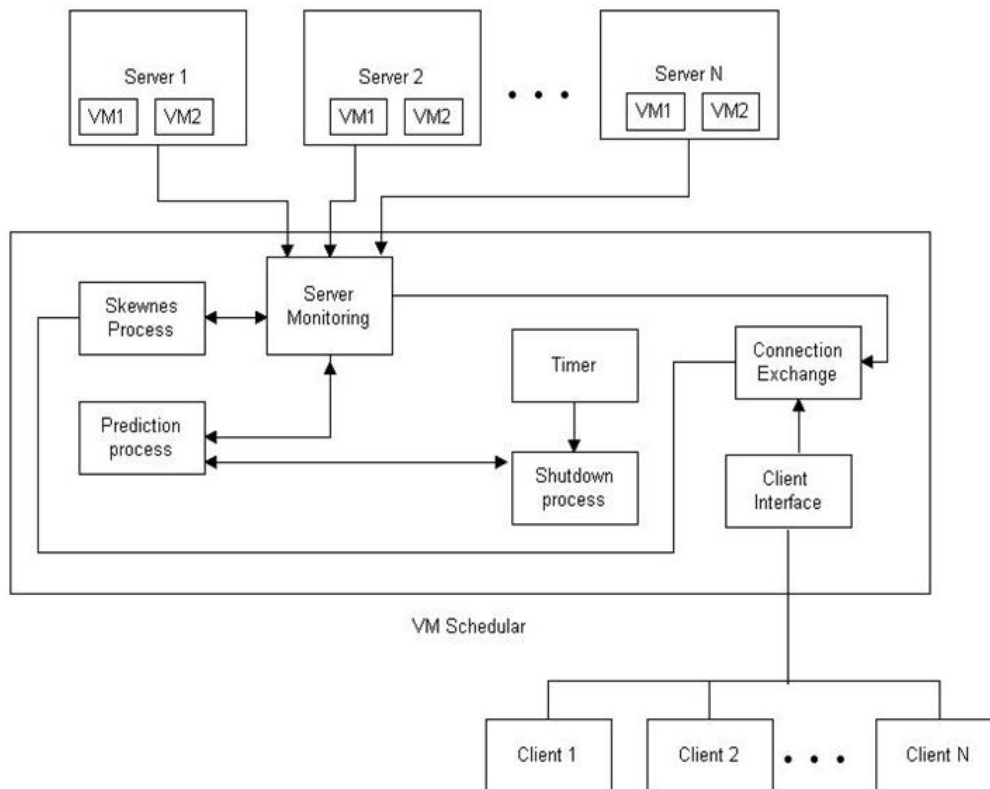 Server 1
VM1
VM2
Server 2
VM1
VM2
Server N
VM1
VM2
Skewnes
Process
Server
Monitoring
Timer
Connection
Exchange
Prediction
process
Shutdown
process
Client
Interface
VM Schedular
Client 1
Client 2
Client N